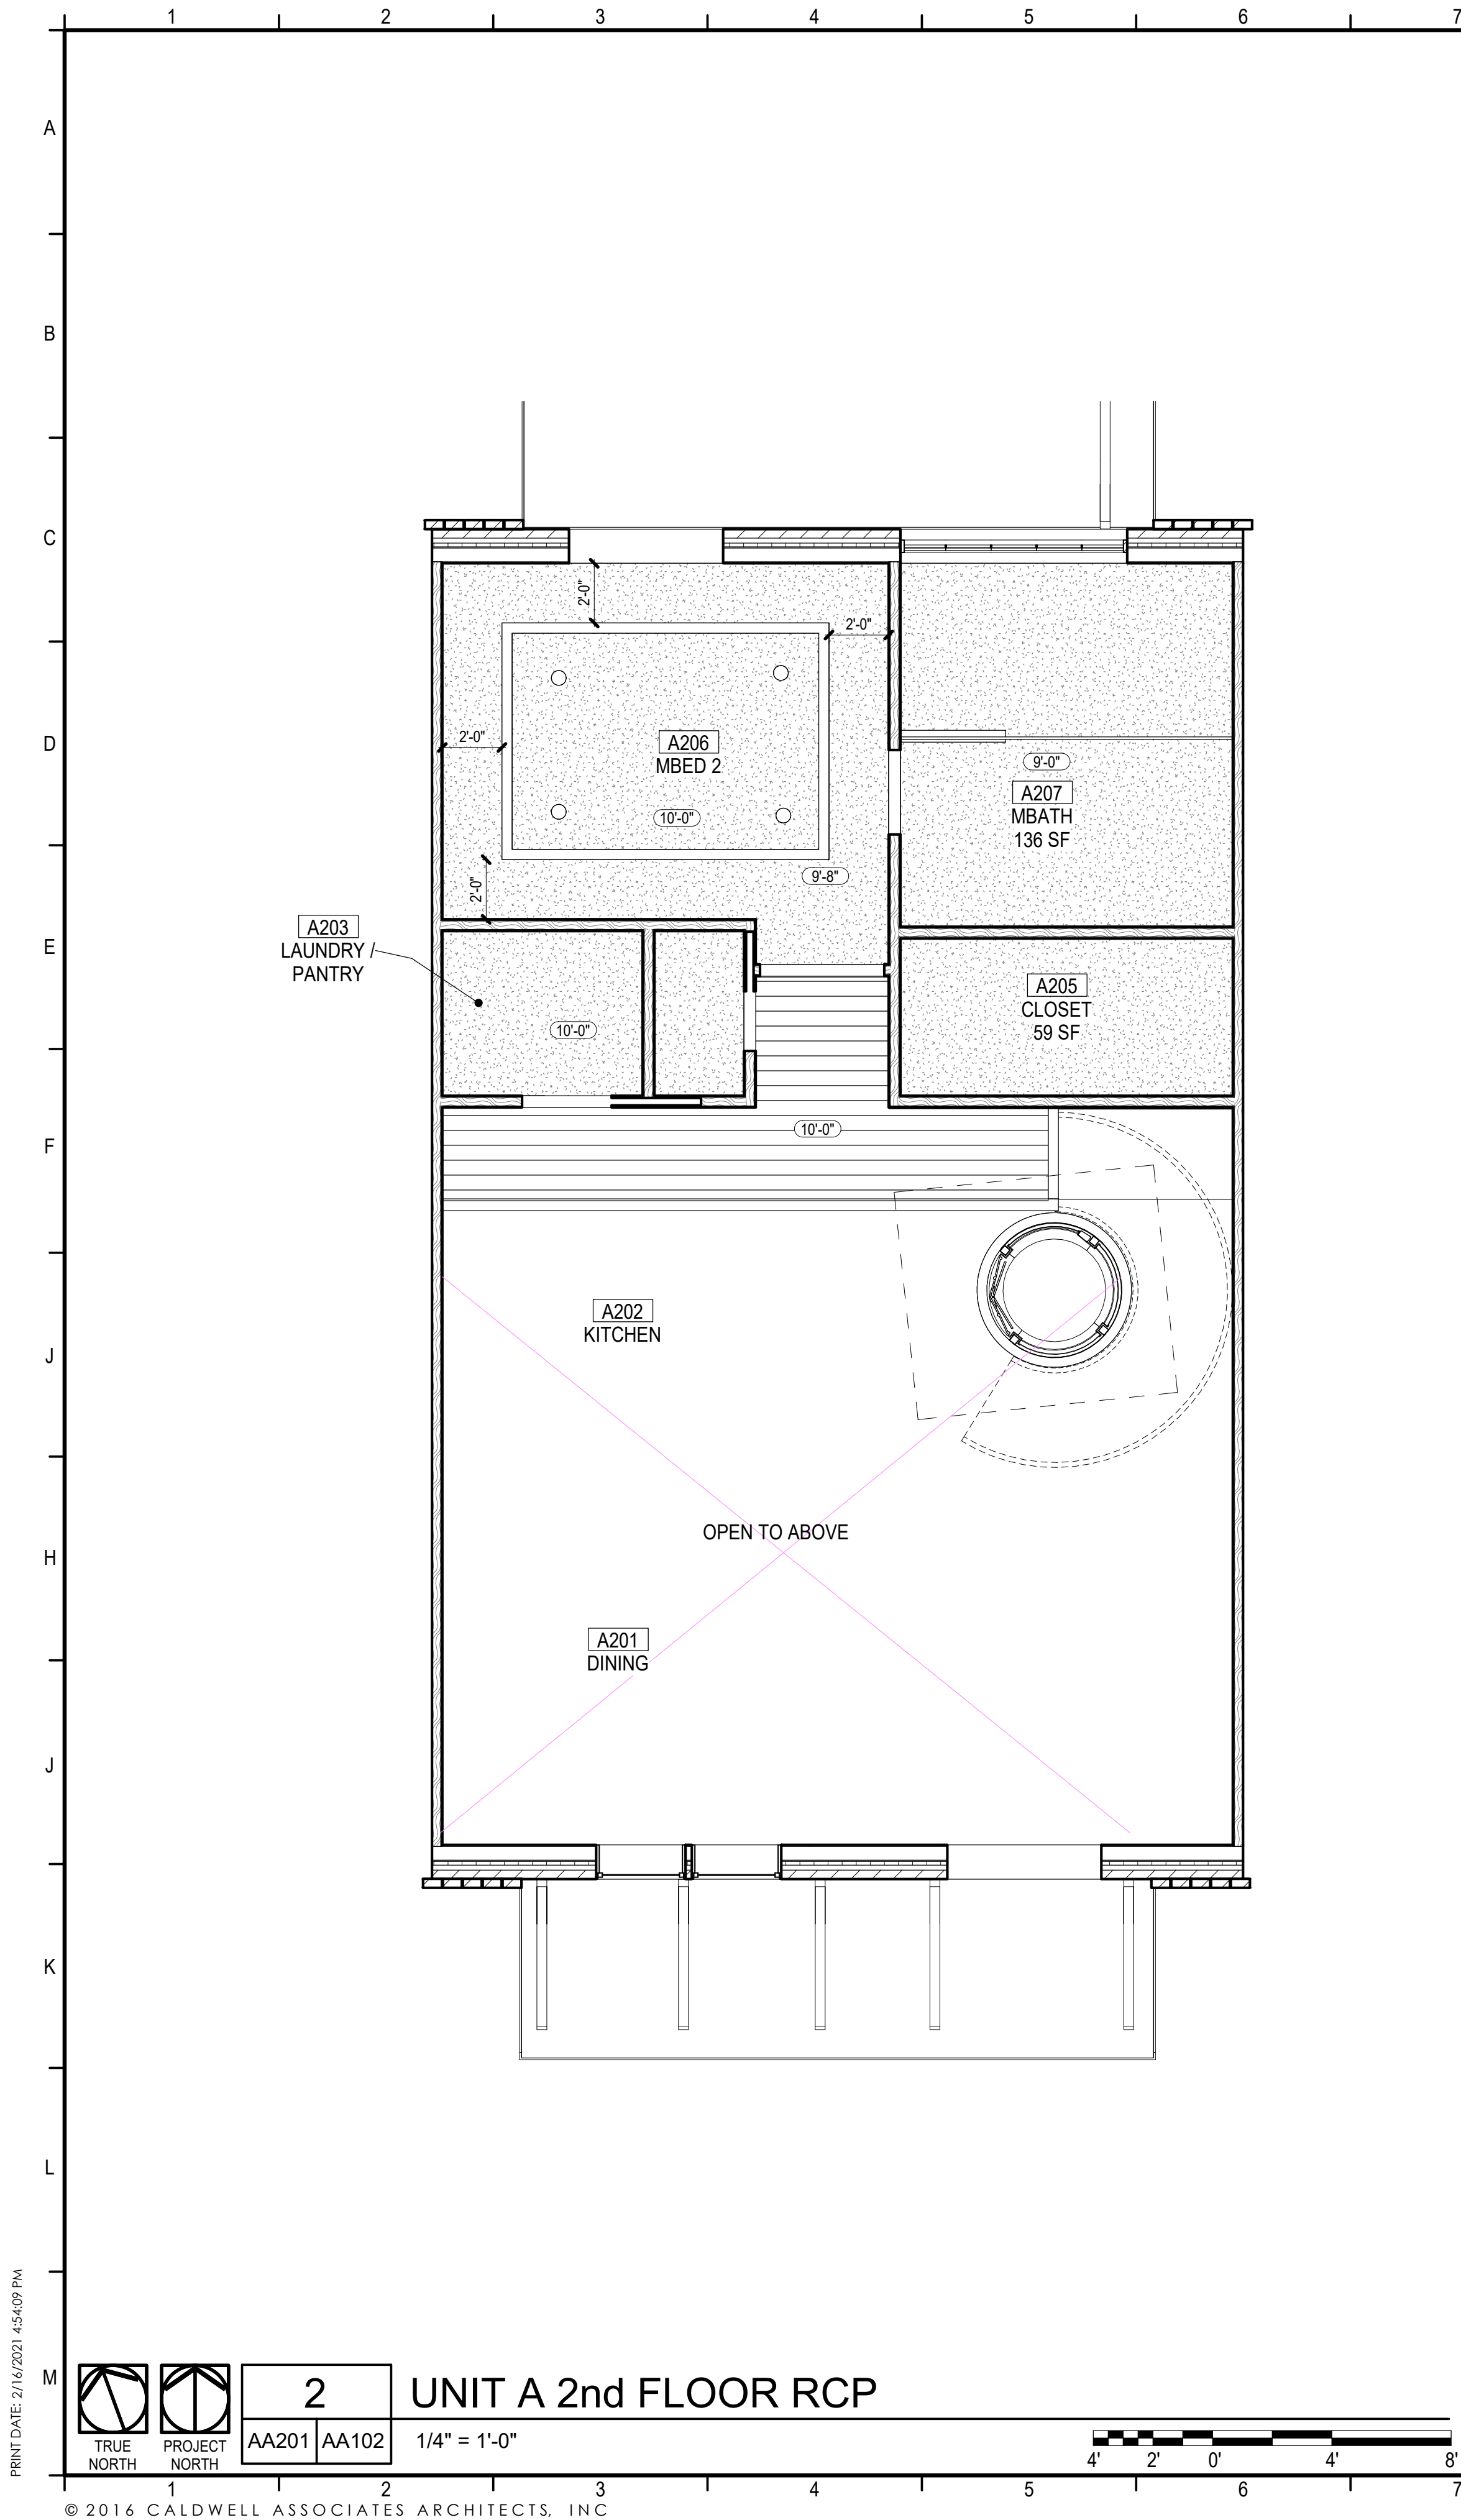 1 2 3 4 5 6 7
A
B
C
D
E
F
J
H
J
K
L
M
2'-0"
2'-0"
2'-0"
A206
MBED 2
10'-0"
9'-8"
2'-0"
9'-0"
A207
MBATH
136 SF
A203
LAUNDRY /
PANTRY
10'-0"
A205
CLOSET
59 SF
10'-0"
A202
KITCHEN
OPEN TO ABOVE
A201
DINING
PRINT DATE: 2/16/2021 4:54:09 PM
TRUE
NORTH
PROJECT
NORTH
2
AA201 AA102
UNIT A 2nd FLOOR RCP
1/4" = 1'-0"
4' 2' 0' 4' 8'
1 2 3 4 5 6 7
© 2016 CALDWELL ASSOCIATES ARCHITECTS, INC